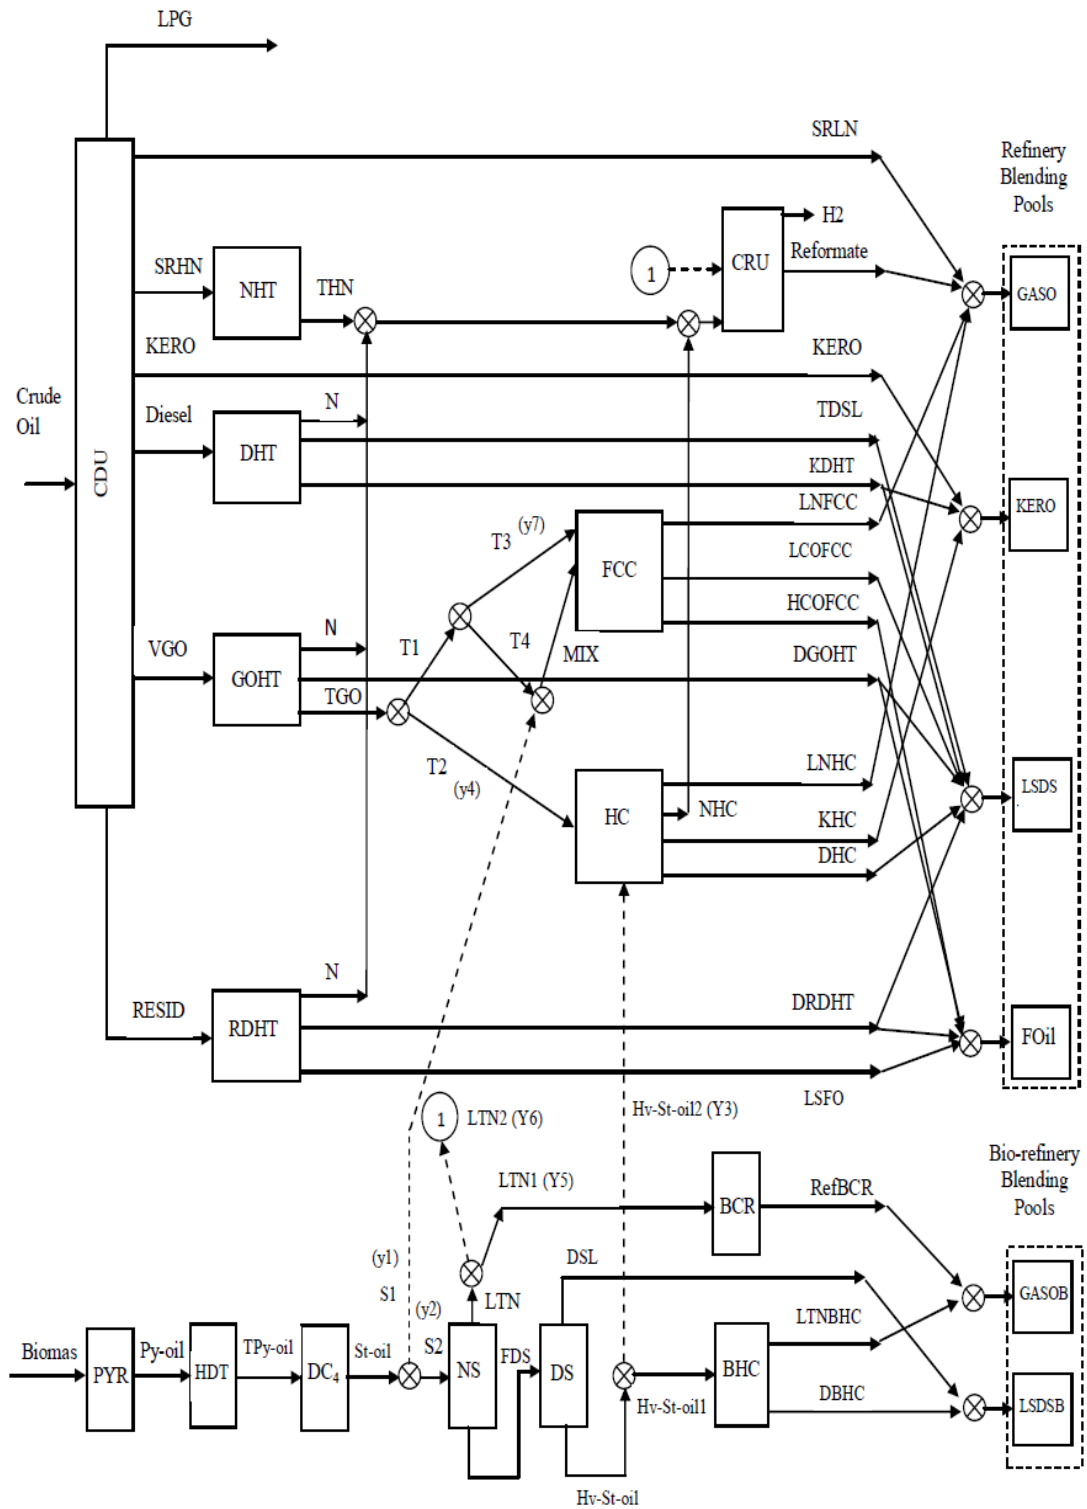 LPG
SRLN
Refinery
Blending
Pools
H2
SRHN
NHT
THN
1
CRU
Reformate
GASO
KERO
KERO
Crude
Oil
CDU
Diesel
N
DHT
TDSL
KDHT
LNFCC
KERO
T3
(y7)
FCC
LCOFCC
HCOFCC
VGO
N
T1
T4
MIX
DGOHT
GOHT
TGO
T2
(y4)
LNHC
LSDS
HC
NHC
KHC
DHC
N
RESID
RDHT
DRDHT
FOil
LSFO
1
LTN2 (Y6)
Hv-St-oil2 (Y3)
LTN1 (Y5)
BCR
RefBCR
Bio-refinery
Blending
Pools
(y1)
S1
(y2)
LTN
DSL
GASOB
LTNBHC
Biomas
PYR
Py-oil
HDT
TPy-oil
DC4
St-oil
S2
NS
FDS
DS
Hv-St-oil1
BHC
DBHC
LSDSB
Hv-St-oil